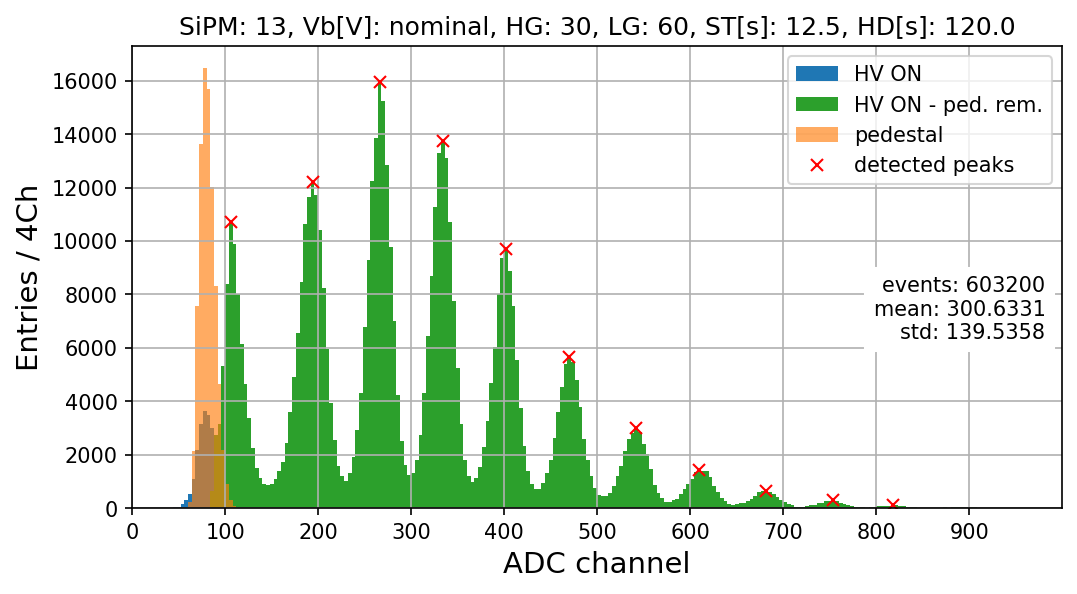 SiPM: 13, Vb[V]: nominal, HG: 30, LG: 60, ST[s]: 12.5, HD[s]: 120.0
Entries / 4Ch
16000
14000
12000
10000
8000
6000
4000
2000
0
HV ON
HV ON - ped. rem.
pedestal
detected peaks
events: 603200
mean: 300.6331
std: 139.5358
0 100 200 300 400 500 600 700 800 900
ADC channel